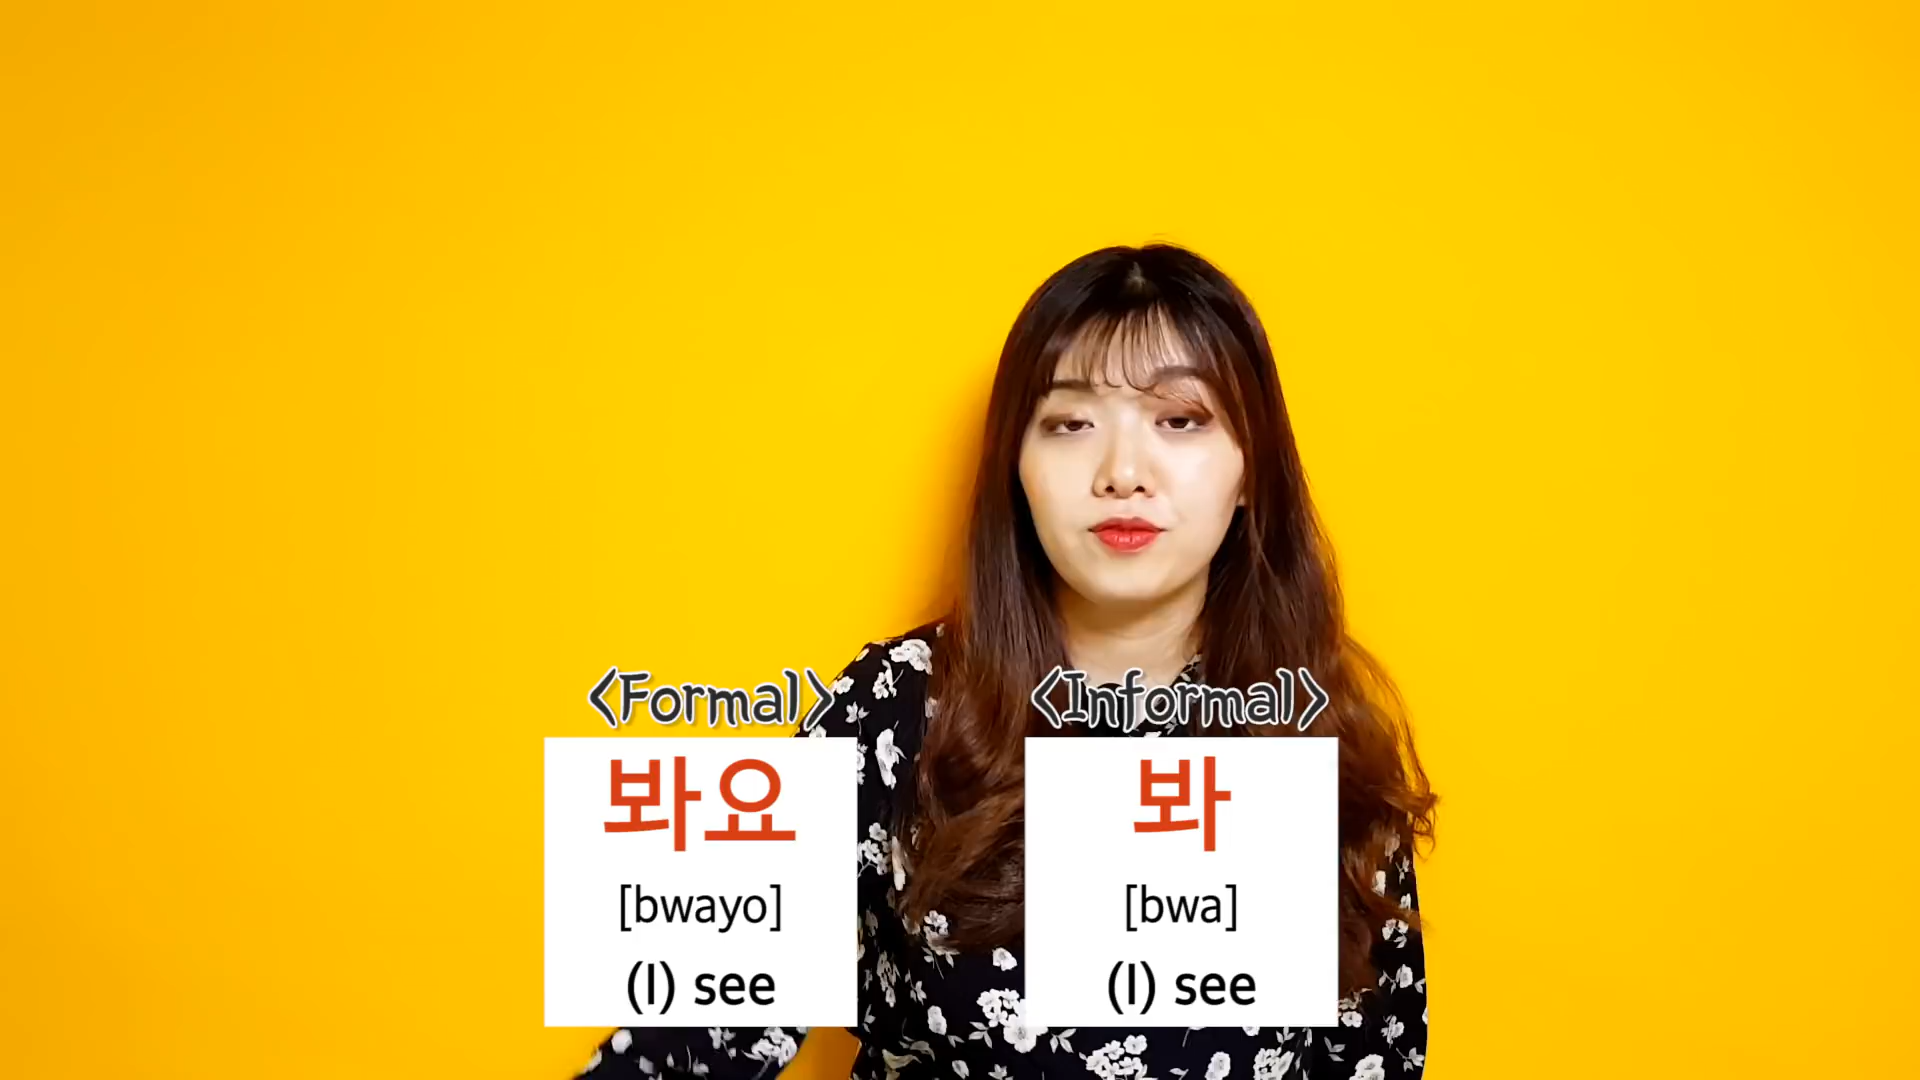 <Formal>
봐요
[bwayo]
(I) see
<Informal>
봐
[bwa]
(I) see